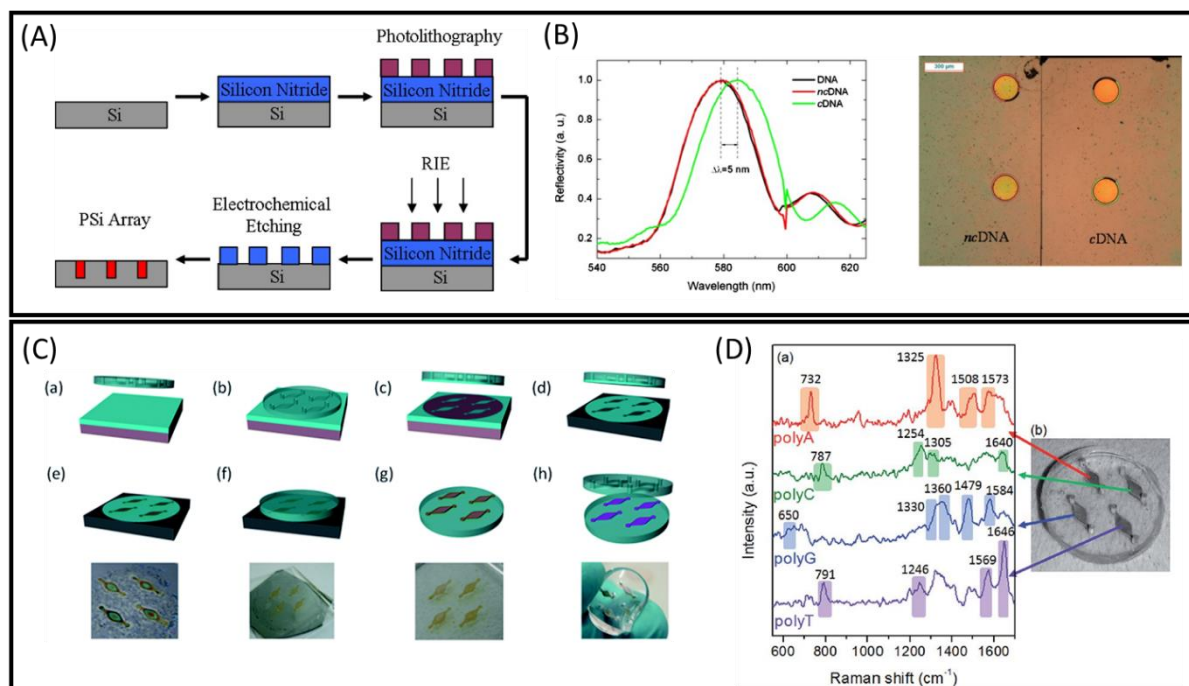 (A)
Photolithography
Silicon Nitride
Silicon Nitride
Si
Si
Si
RIE
PSi Array
Electrochemical
Etching
Silicon Nitride
Si
Si
(B)
Reflectivity (a. u.)
1.0
0.8
0.6
0.4
0.2
DNA
ncDNA
cDNA
Δλ=5 nm
540
560
580
600
620
Wavelength (nm)
300 µm
ncDNA
cDNA
(C)
(a)
(b)
(c)
(d)
(e)
(f)
(g)
(h)
(D)
(a)
Intensity (a.u.)
732
1325
1508
1573
polyA
787
1254
1305
1640
polyC
650
1330
1360
1479
1584
polyG
791
1246
1569
1646
polyT
600
800
1000
1200
1400
1600
Raman shift (cm⁻¹)
(b)